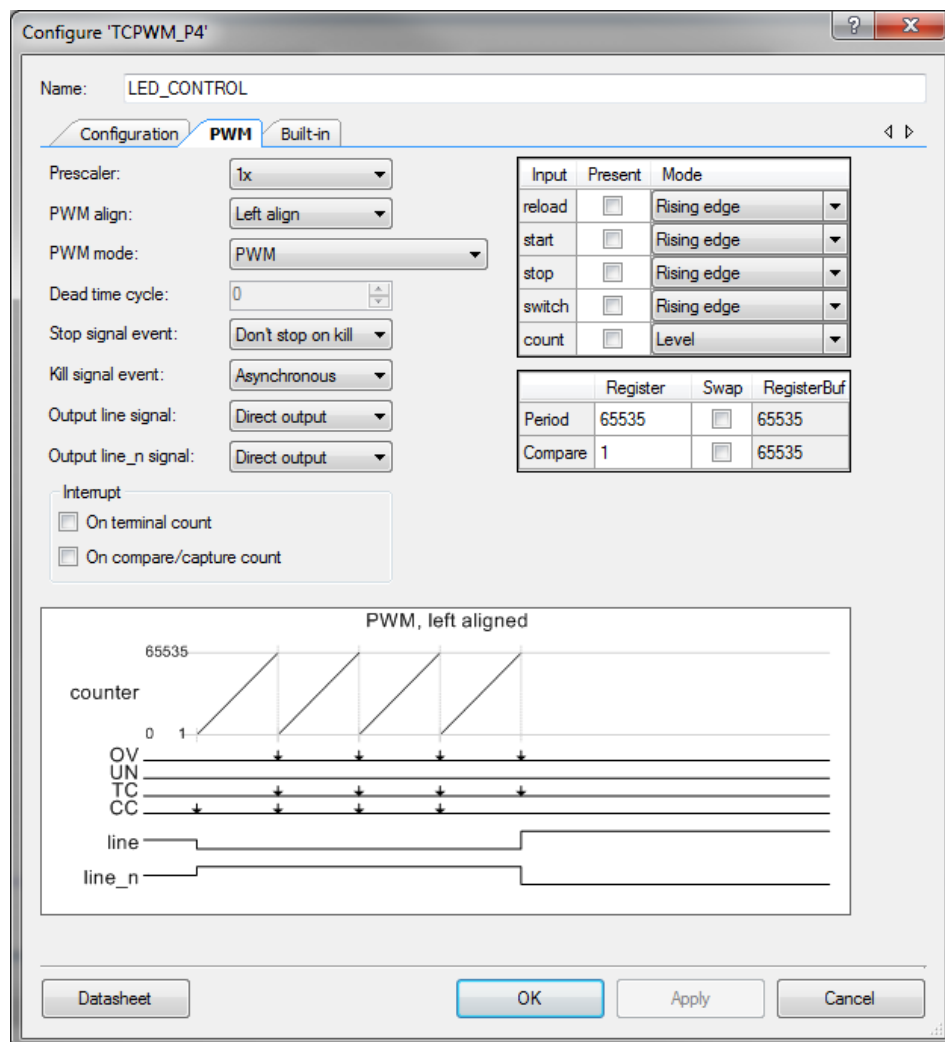 Configure 'TCPWM_P4'
Name: LED_CONTROL
Configuration PWM Built-in
Prescaler: 1x
PWM align: Left align
PWM mode: PWM
Dead time cycle: 0
Stop signal event: Don't stop on kill
Kill signal event: Asynchronous
Output line signal: Direct output
Output line_n signal: Direct output
Interrupt
On terminal count
On compare/capture count
Input Present Mode
reload Rising edge
start Rising edge
stop Rising edge
switch Rising edge
count Level
Register Swap RegisterBuf
Period 65535 65535
Compare 1 65535
PWM, left aligned
65535
counter
0 1
OV
UN
TC
CC
line
line_n
Datasheet OK Apply Cancel